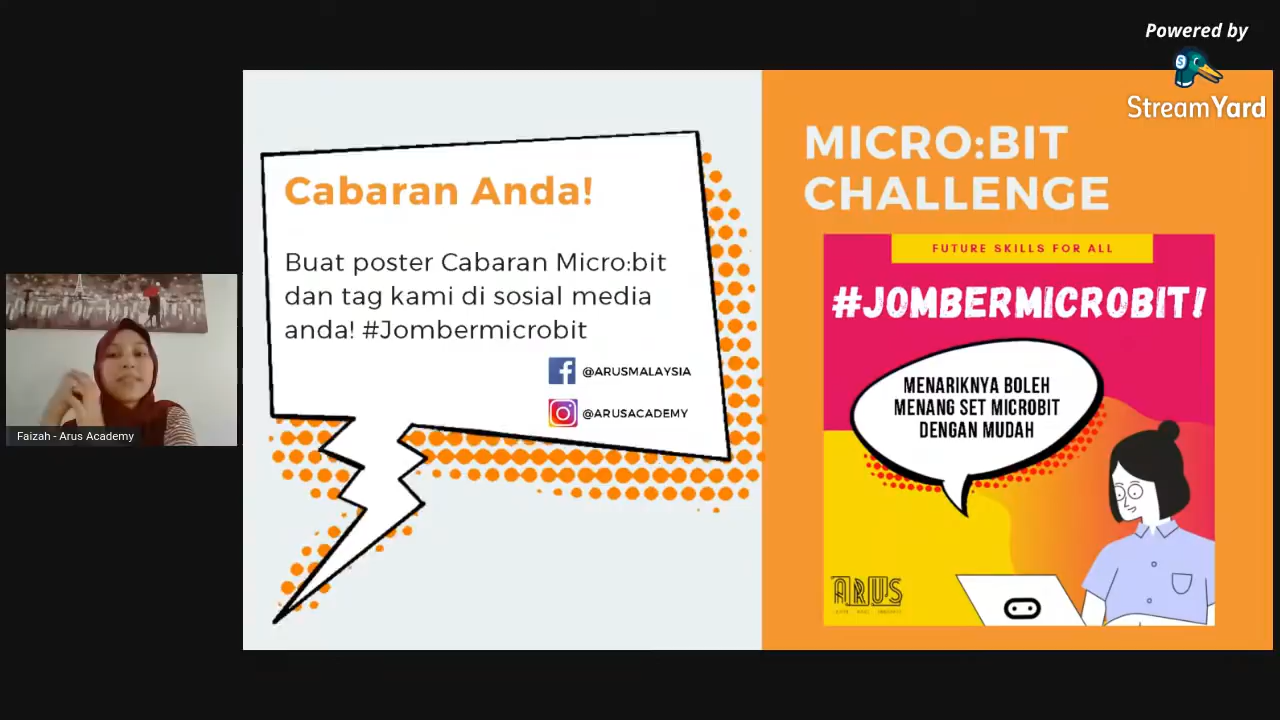 Powered by
StreamYard
Cabaran Anda!
Buat poster Cabaran Micro:bit
dan tag kami di sosial media
anda! #Jombermicrobit
@ARUSMALAYSIA
@ARUSACADEMY
Faizah - Arus Academy
MICRO:BIT
CHALLENGE
FUTURE SKILLS FOR ALL
#JOMBERMICROBIT!
MENARIKNYA BOLEH
MENANG SET MICROBIT
DENGAN MUDAH
ARUS